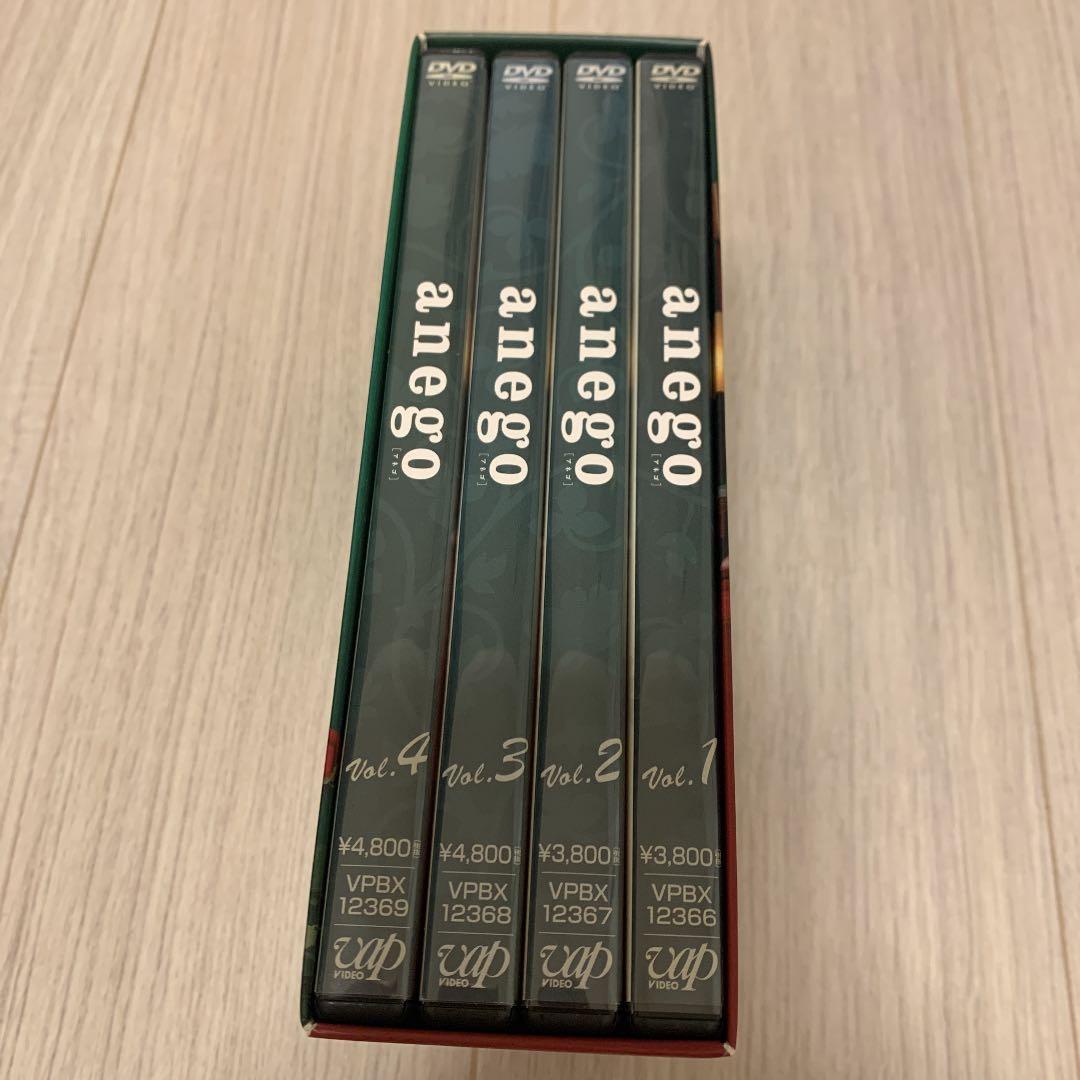 DVD
VIDEO
anego
[アネゴ]
Vol.4
¥4,800
VPBX
12369
vap
VIDEO
DVD
VIDEO
anego
[アネゴ]
Vol.3
¥4,800
VPBX
12368
vap
VIDEO
DVD
VIDEO
anego
[アネゴ]
Vol.2
¥3,800
VPBX
12367
vap
VIDEO
DVD
VIDEO
anego
[アネゴ]
Vol.1
¥3,800
VPBX
12366
vap
VIDEO